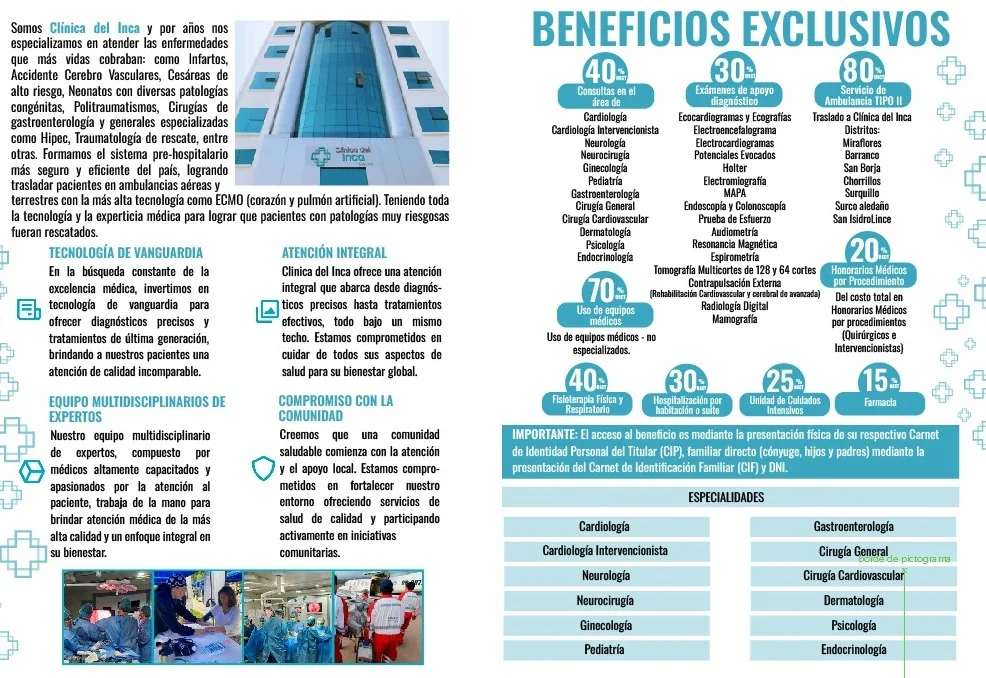 Somos Clínica del Inca y por años nos
especializamos en atender las enfermedades
que más vidas cobraban: como Infartos,
Accidente Cerebro Vasculares, Cesáreas de
alto riesgo, Neonatos con diversas patologías
congénitas, Politraumatismos, Cirugías de
gastroenterología y generales especializadas
como Hipec, Traumatología de rescate, entre
otras. Formamos el sistema pre-hospitalario
más seguro y eficiente del país, logrando
trasladar pacientes en ambulancias aéreas y
terrestres con la más alta tecnología como ECMO (corazón y pulmón artificial). Teniendo toda
la tecnología y la experticia médica para lograr que pacientes con patologías muy riesgosas
fueran rescatados.
Clínica del
Inca
TECNOLOGÍA DE VANGUARDIA
En la búsqueda constante de la
excelencia médica, invertimos en
tecnología de vanguardia para
ofrecer diagnósticos precisos y
tratamientos de última generación,
brindando a nuestros pacientes una
atención de calidad incomparable.
ATENCIÓN INTEGRAL
Clinica del Inca ofrece una atención
integral que abarca desde diagnós-
ticos precisos hasta tratamientos
efectivos, todo bajo un mismo
techo. Estamos comprometidos en
cuidar de todos sus aspectos de
salud para su bienestar global.
EQUIPO MULTIDISCIPLINARIOS DE
EXPERTOS
Nuestro equipo multidisciplinario
de expertos, compuesto por
médicos altamente capacitados y
apasionados por la atención al
paciente, trabaja de la mano para
brindar atención médica de la más
alta calidad y un enfoque integral en
su bienestar.
COMPROMISO CON LA
COMUNIDAD
Creemos que una comunidad
saludable comienza con la atención
y el apoyo local. Estamos compro-
metidos en fortalecer nuestro
entorno ofreciendo servicios de
salud de calidad y participando
activamente en iniciativas
comunitarias.
BENEFICIOS EXCLUSIVOS
40% DSCT
Consultas en el
área de
Cardiología
Cardiología Intervencionista
Neurología
Neurocirugía
Ginecología
Pediatría
Gastroenterología
Cirugía General
Cirugía Cardiovascular
Dermatología
Psicología
Endocrinología
70% DSCT
Uso de equipos
médicos
Uso de equipos médicos - no
especializados.
30% DSCT
Exámenes de apoyo
diagnóstico
Ecocardiogramas y Ecografías
Electroencefalograma
Electrocardiogramas
Potenciales Evocados
Holter
Electromiografía
MAPA
Endoscopía y Colonoscopía
Prueba de Esfuerzo
Audiometría
Resonancia Magnética
Espirometría
Tomografía Multicortes de 128 y 64 cortes
Contrapulsación Externa
(Rehabilitación Cardiovascular y cerebral de avanzada)
Radiología Digital
Mamografía
80% DSCT
Servicio de
Ambulancia TIPO II
Traslado a Clínica del Inca
Distritos:
Miraflores
Barranco
San Borja
Chorrillos
Surquillo
Surco aledaño
San IsidroLince
20% DSCT
Honorarios Médicos
por Procedimiento
Del costo total en
Honorarios Médicos
por procedimientos
(Quirúrgicos e
Intervencionistas)
40% DSCT
Fisioterapia Física y
Respiratorio
30% DSCT
Hospitalización por
habitación o suite
25% DSCT
Unidad de Cuidados
Intensivos
15% DSCT
Farmacia
IMPORTANTE: El acceso al beneficio es mediante la presentación física de su respectivo Carnet
de Identidad Personal del Titular (CIP), familiar directo (cónyuge, hijos y padres) mediante la
presentación del Carnet de Identificación Familiar (CIF) y DNI.
ESPECIALIDADES
Cardiología
Cardiología Intervencionista
Neurología
Neurocirugía
Ginecología
Pediatría
Gastroenterología
Cirugía General
borde de pictograma
Cirugía Cardiovascular
Dermatología
Psicología
Endocrinología